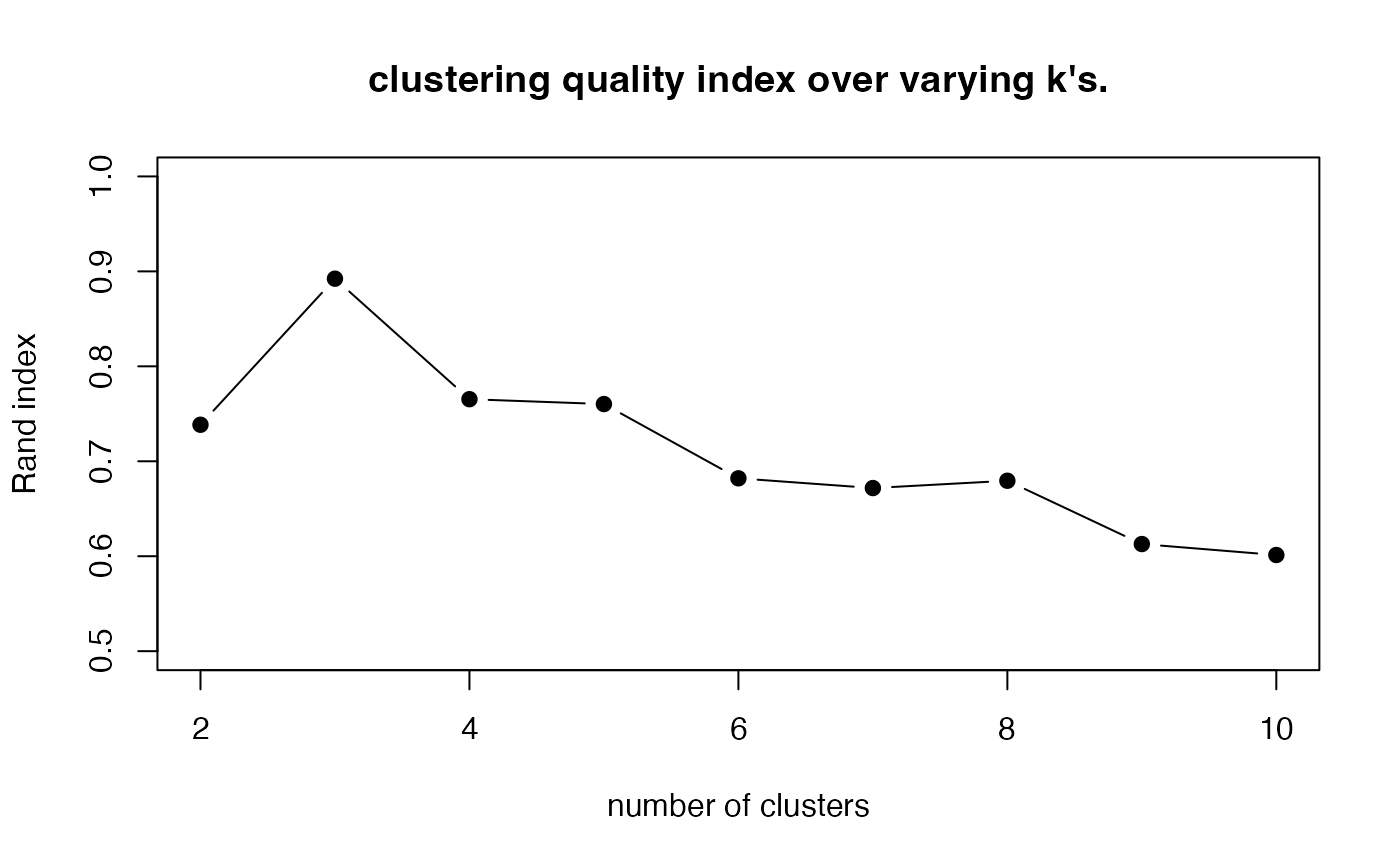 clustering quality index over varying k's.
Rand index
1.0
0.9
0.8
0.7
0.6
0.5
2 4 6 8 10
number of clusters